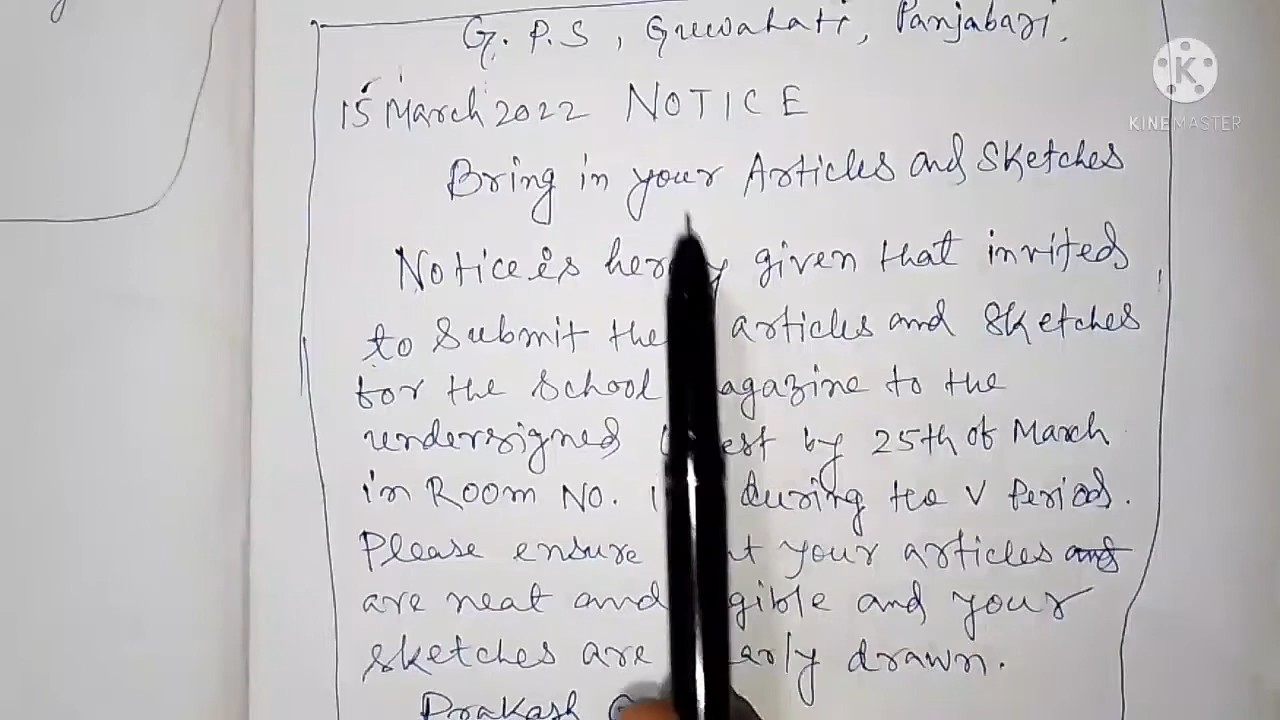 G. P. S, Guwahati, Panjabari.
15 March 2022 NOTICE
Bring in your Articles and Sketches
Notice is given that invited
to submit articles and Sketches
for the School to the
undersigned by 25th of March
in Room No. during the V Period.
Please ensure your articles
are neat and and your
sketches are drawn.
Prakash
KINEMASTER